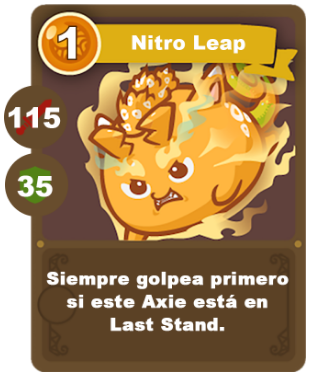 1
Nitro Leap
115
35
Siempre golpea primero
si este Axie está en
Last Stand.